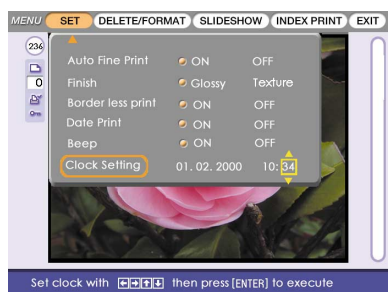 MENU SET DELETE/FORMAT SLIDESHOW INDEX PRINT EXIT
236
0
Auto Fine Print ON OFF
Finish Glossy Texture
Border less print ON OFF
Date Print ON OFF
Beep ON OFF
Clock Setting 01. 02. 2000 10: 34
Set clock with ←→↑↓ then press [ENTER] to execute